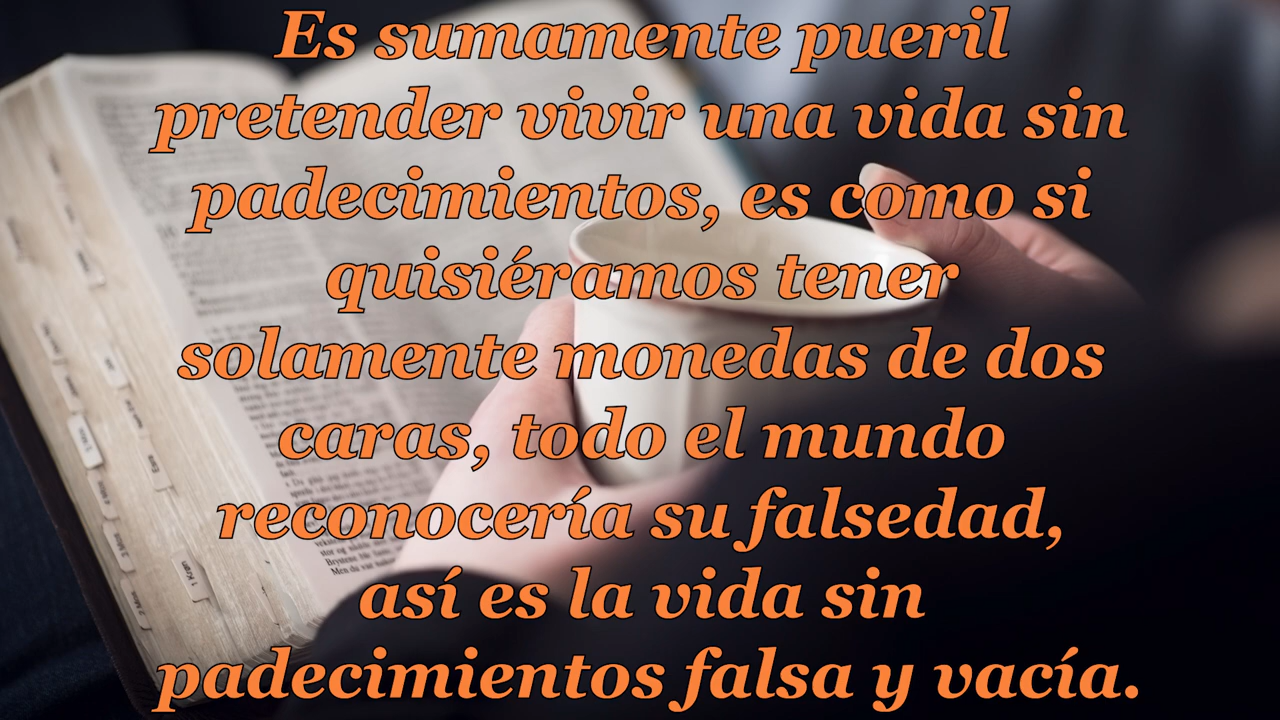 Es sumamente pueril
pretender vivir una vida sin
padecimientos, es como si
quisiéramos tener
solamente monedas de dos
caras, todo el mundo
reconocería su falsedad,
así es la vida sin
padecimientos falsa y vacía.